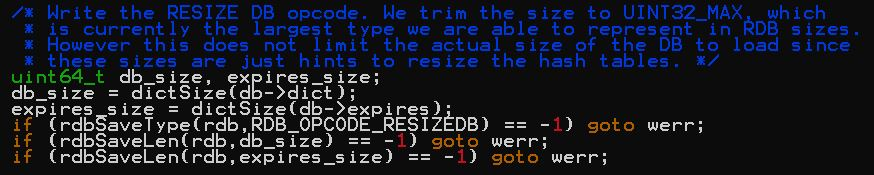 /* Write the RESIZE DB opcode. We trim the size to UINT32_MAX, which
* is currently the largest type we are able to represent in RDB sizes.
* However this does not limit the actual size of the DB to load since
* these sizes are just hints to resize the hash tables. */
uint64_t db_size, expires_size;
db_size = dictSize(db->dict);
expires_size = dictSize(db->expires);
if (rdbSaveType(rdb,RDB_OPCODE_RESIZEDB) == -1) goto werr;
if (rdbSaveLen(rdb,db_size) == -1) goto werr;
if (rdbSaveLen(rdb,expires_size) == -1) goto werr;